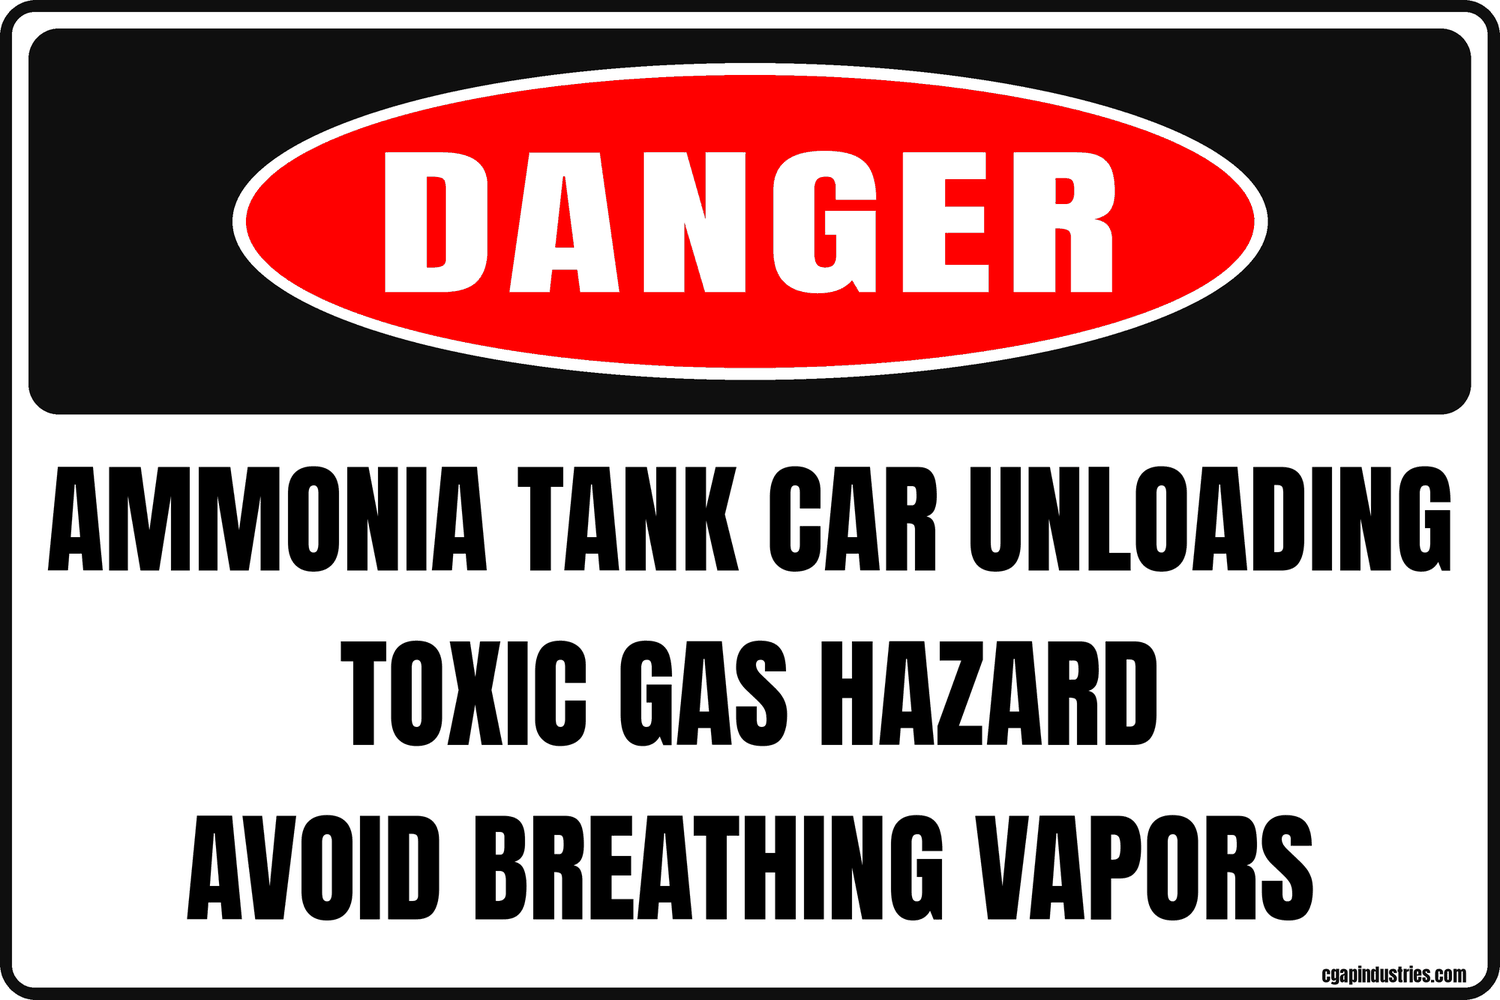 DANGER
AMMONIA TANK CAR UNLOADING
TOXIC GAS HAZARD
AVOID BREATHING VAPORS
cgapindustries.com